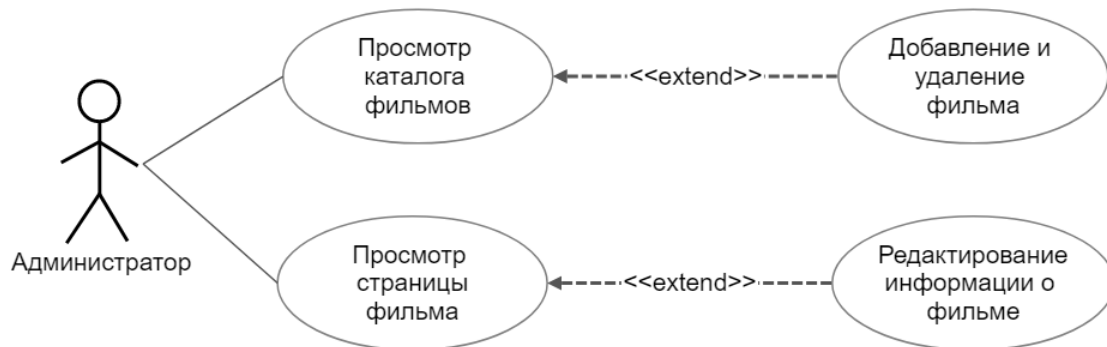 Просмотр
каталога
фильмов
<<extend>>
Добавление и
удаление
фильма
Администратор
Просмотр
страницы
фильма
<<extend>>
Редактирование
информации о
фильме